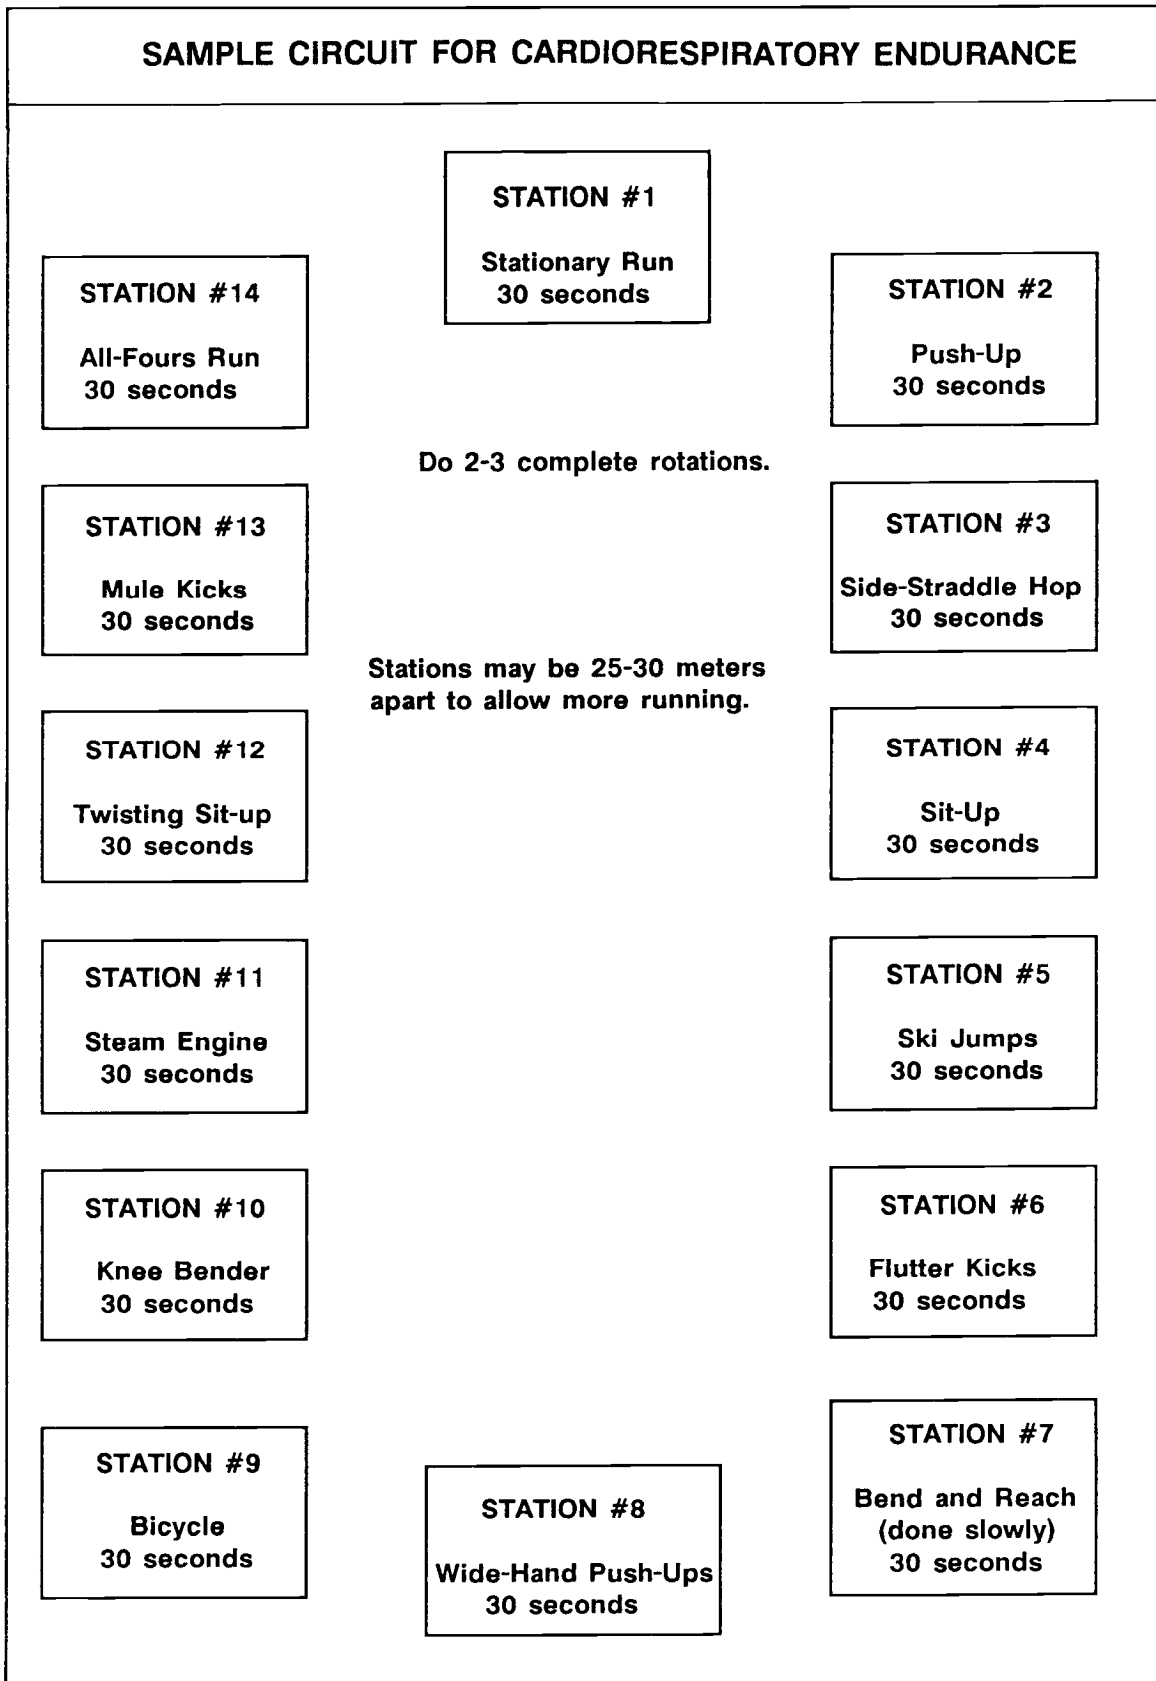 SAMPLE CIRCUIT FOR CARDIORESPIRATORY ENDURANCE
STATION #1
Stationary Run
30 seconds
STATION #2
Push-Up
30 seconds
STATION #3
Side-Straddle Hop
30 seconds
STATION #4
Sit-Up
30 seconds
STATION #5
Ski Jumps
30 seconds
STATION #6
Flutter Kicks
30 seconds
STATION #7
Bend and Reach
(done slowly)
30 seconds
STATION #8
Wide-Hand Push-Ups
30 seconds
STATION #9
Bicycle
30 seconds
STATION #10
Knee Bender
30 seconds
STATION #11
Steam Engine
30 seconds
STATION #12
Twisting Sit-up
30 seconds
STATION #13
Mule Kicks
30 seconds
STATION #14
All-Fours Run
30 seconds
Do 2-3 complete rotations.
Stations may be 25-30 meters
apart to allow more running.